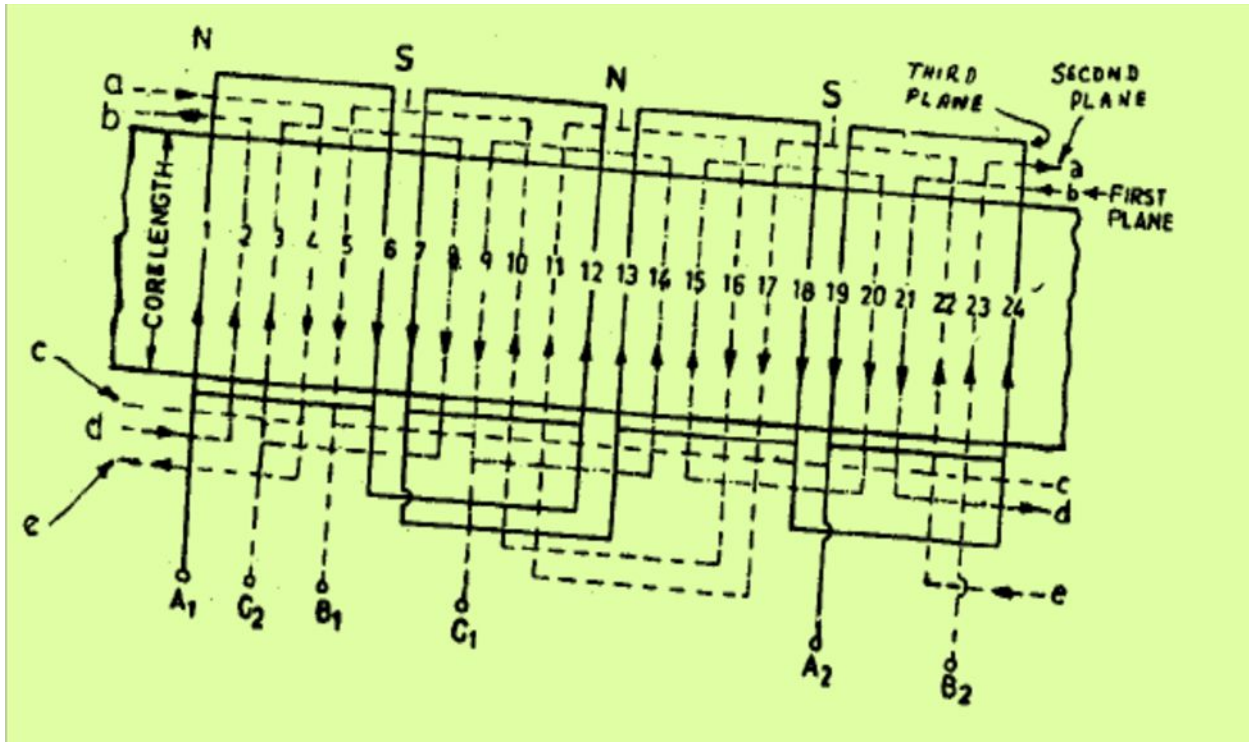 N
S
N
S
THIRD PLANE
SECOND PLANE
a
b
a
b
FIRST PLANE
CORE LENGTH
1 2 3 4 5 6 7 8 9 10 11 12 13 14 15 16 17 18 19 20 21 22 23 24
c
d
e
c
d
e
A1
C2
B1
C1
A2
B2